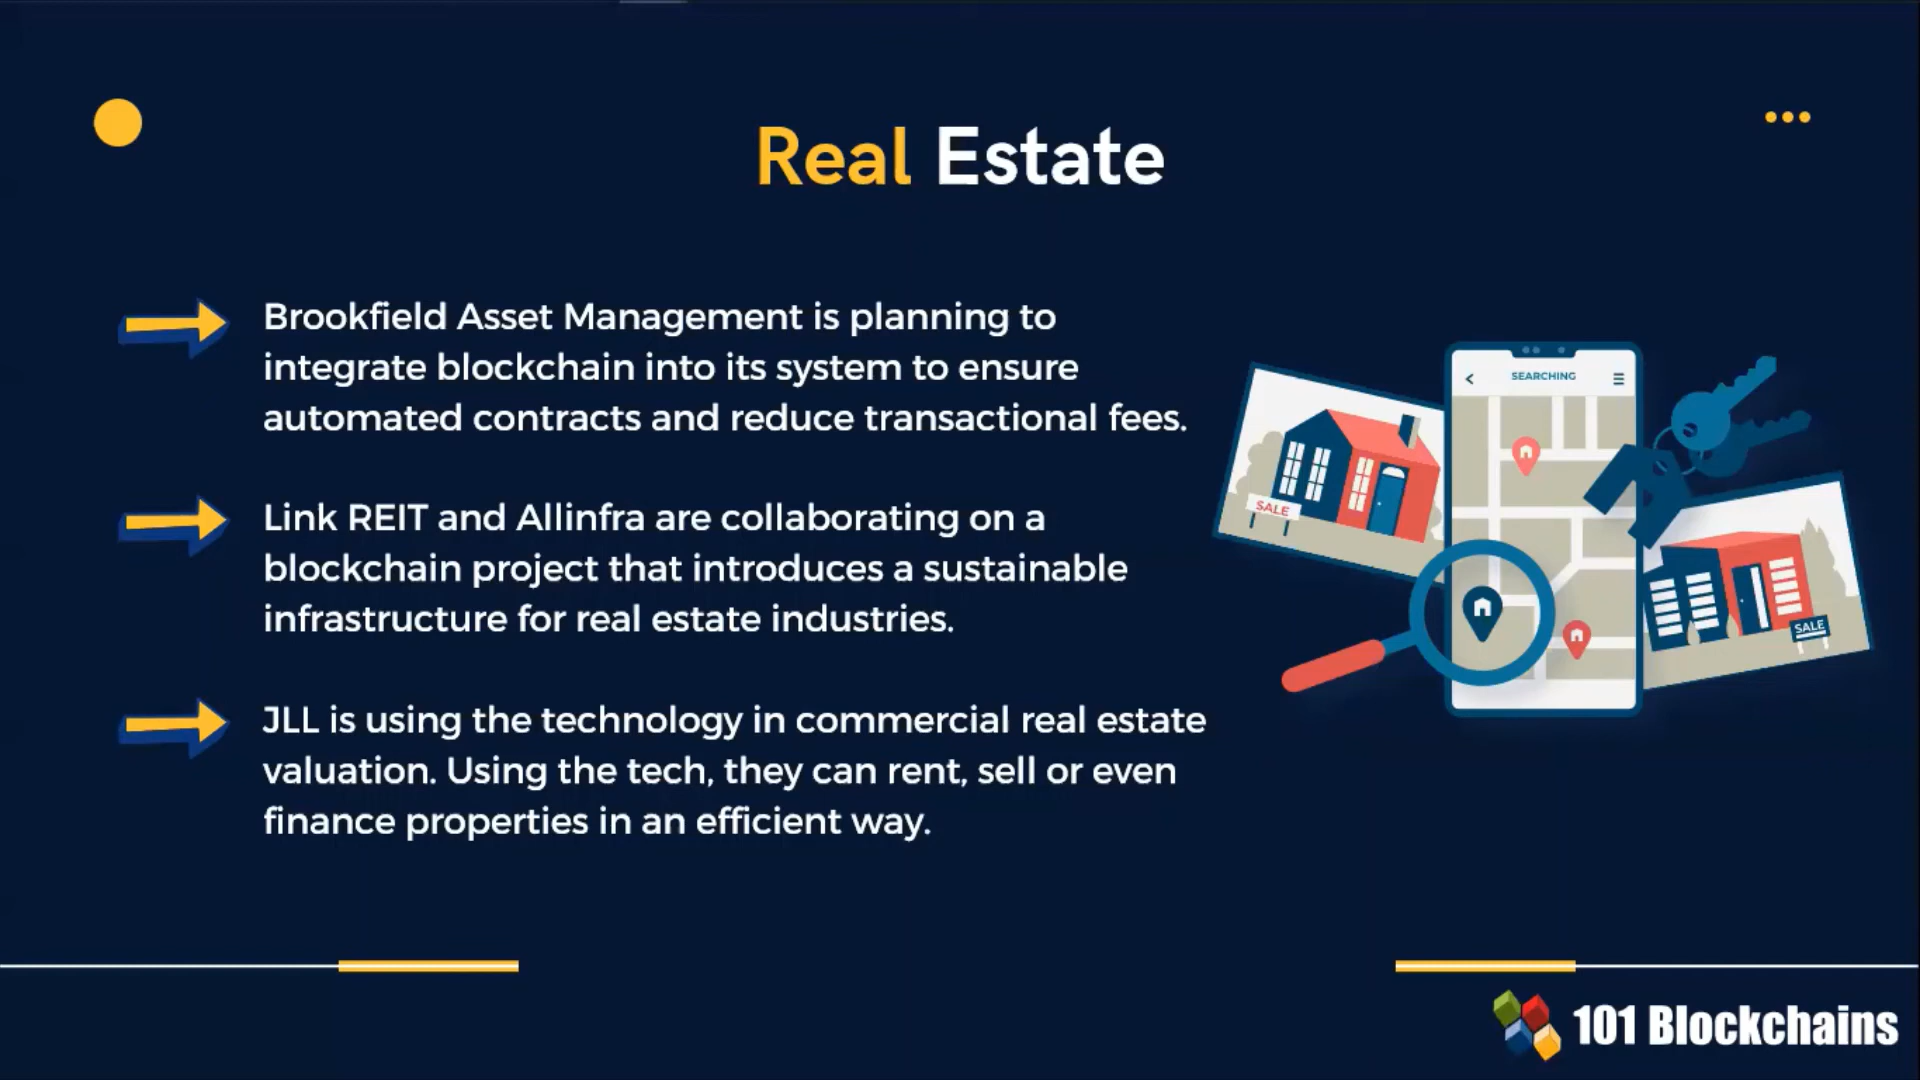 Real Estate
Brookfield Asset Management is planning to
integrate blockchain into its system to ensure
automated contracts and reduce transactional fees.
Link REIT and Allinfra are collaborating on a
blockchain project that introduces a sustainable
infrastructure for real estate industries.
JLL is using the technology in commercial real estate
valuation. Using the tech, they can rent, sell or even
finance properties in an efficient way.
SEARCHING
SALE
SALE
101 Blockchains